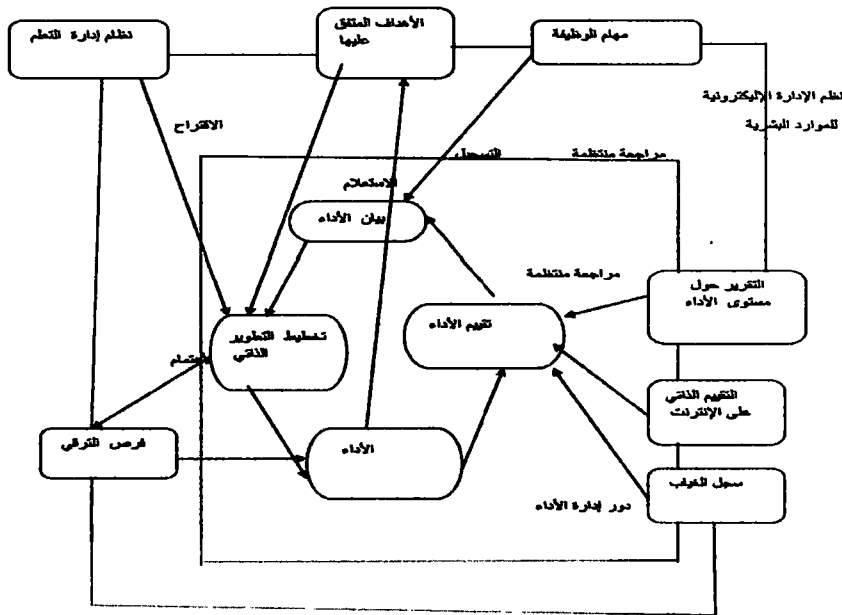 نظام إدارة التعلم
الأهداف المتفق
عليها
مهام الوظيفة
نظم الإدارة الإليكترونية
للموارد البشرية
الاقتراح
التسجيل
مراجعة منتظمة
الاستعلام
بيان الأداء
مراجعة منتظمة
التقرير حول
مستوى الأداء
تقييم الأداء
تخطيط التطوير
الذاتي
التقييم الذاتي
على الإنترنت
فرص الترقي
الأداء
سجل الغياب
دور إدارة الأداء